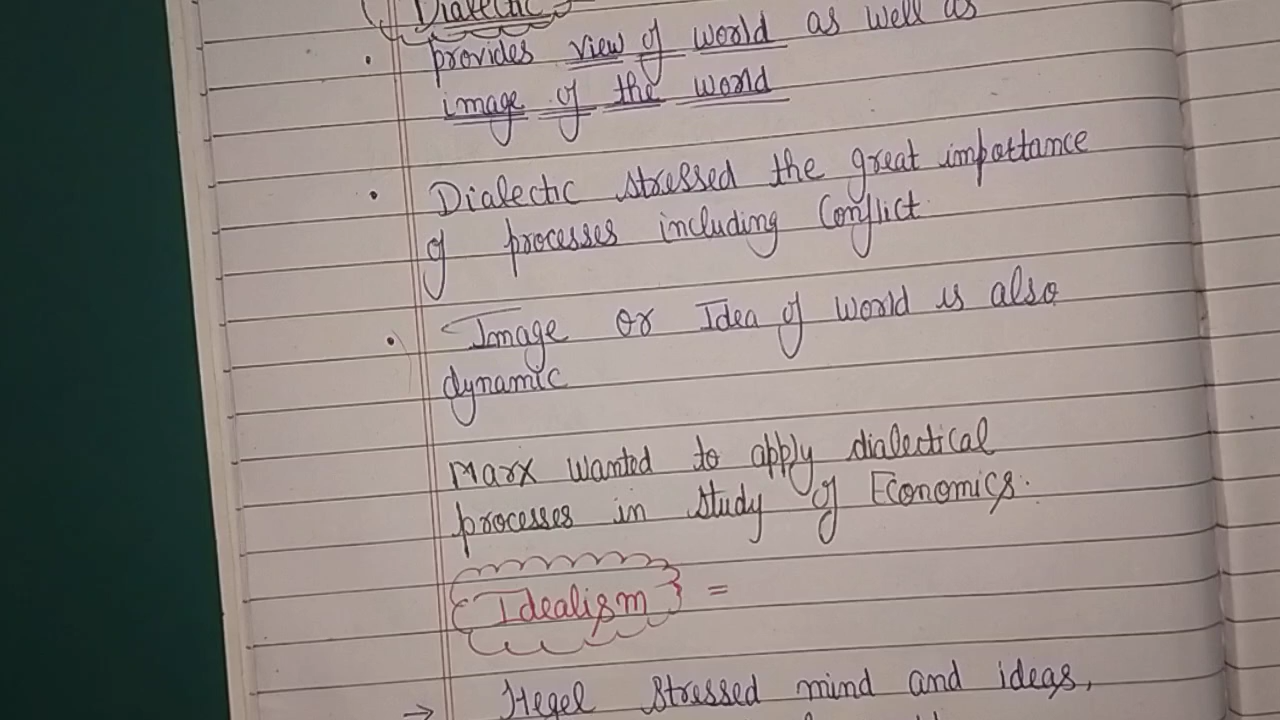 Dialectic
provides view of world as well as
image of the world
• Dialectic stressed the great importance
of processes including Conflict
• Image or Idea of world is also
dynamic
Marx wanted to apply dialectical
processes in study of Economics.
Idealism =
→ Hegel stressed mind and ideas,